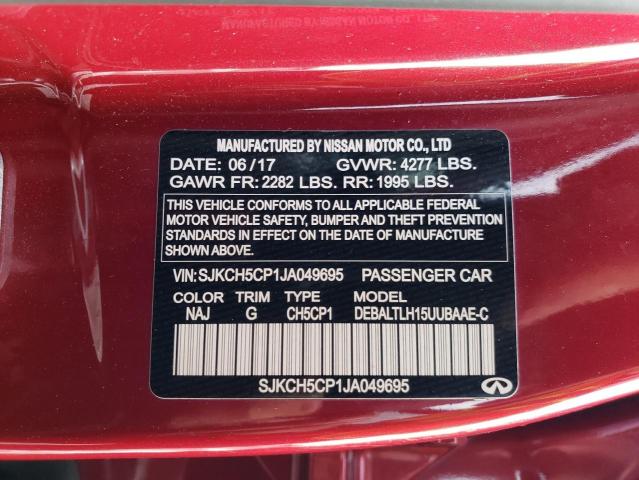 MANUFACTURED BY NISSAN MOTOR CO., LTD
DATE: 06/17 GVWR: 4277 LBS.
GAWR FR: 2282 LBS. RR: 1995 LBS.
THIS VEHICLE CONFORMS TO ALL APPLICABLE FEDERAL
MOTOR VEHICLE SAFETY, BUMPER AND THEFT PREVENTION
STANDARDS IN EFFECT ON THE DATE OF MANUFACTURE
SHOWN ABOVE.
VIN: SJKCH5CP1JA049695 PASSENGER CAR
COLOR TRIM TYPE MODEL
NAJ G CH5CP1 DEBALTLH15UUBAAE-C
SJKCH5CP1JA049695